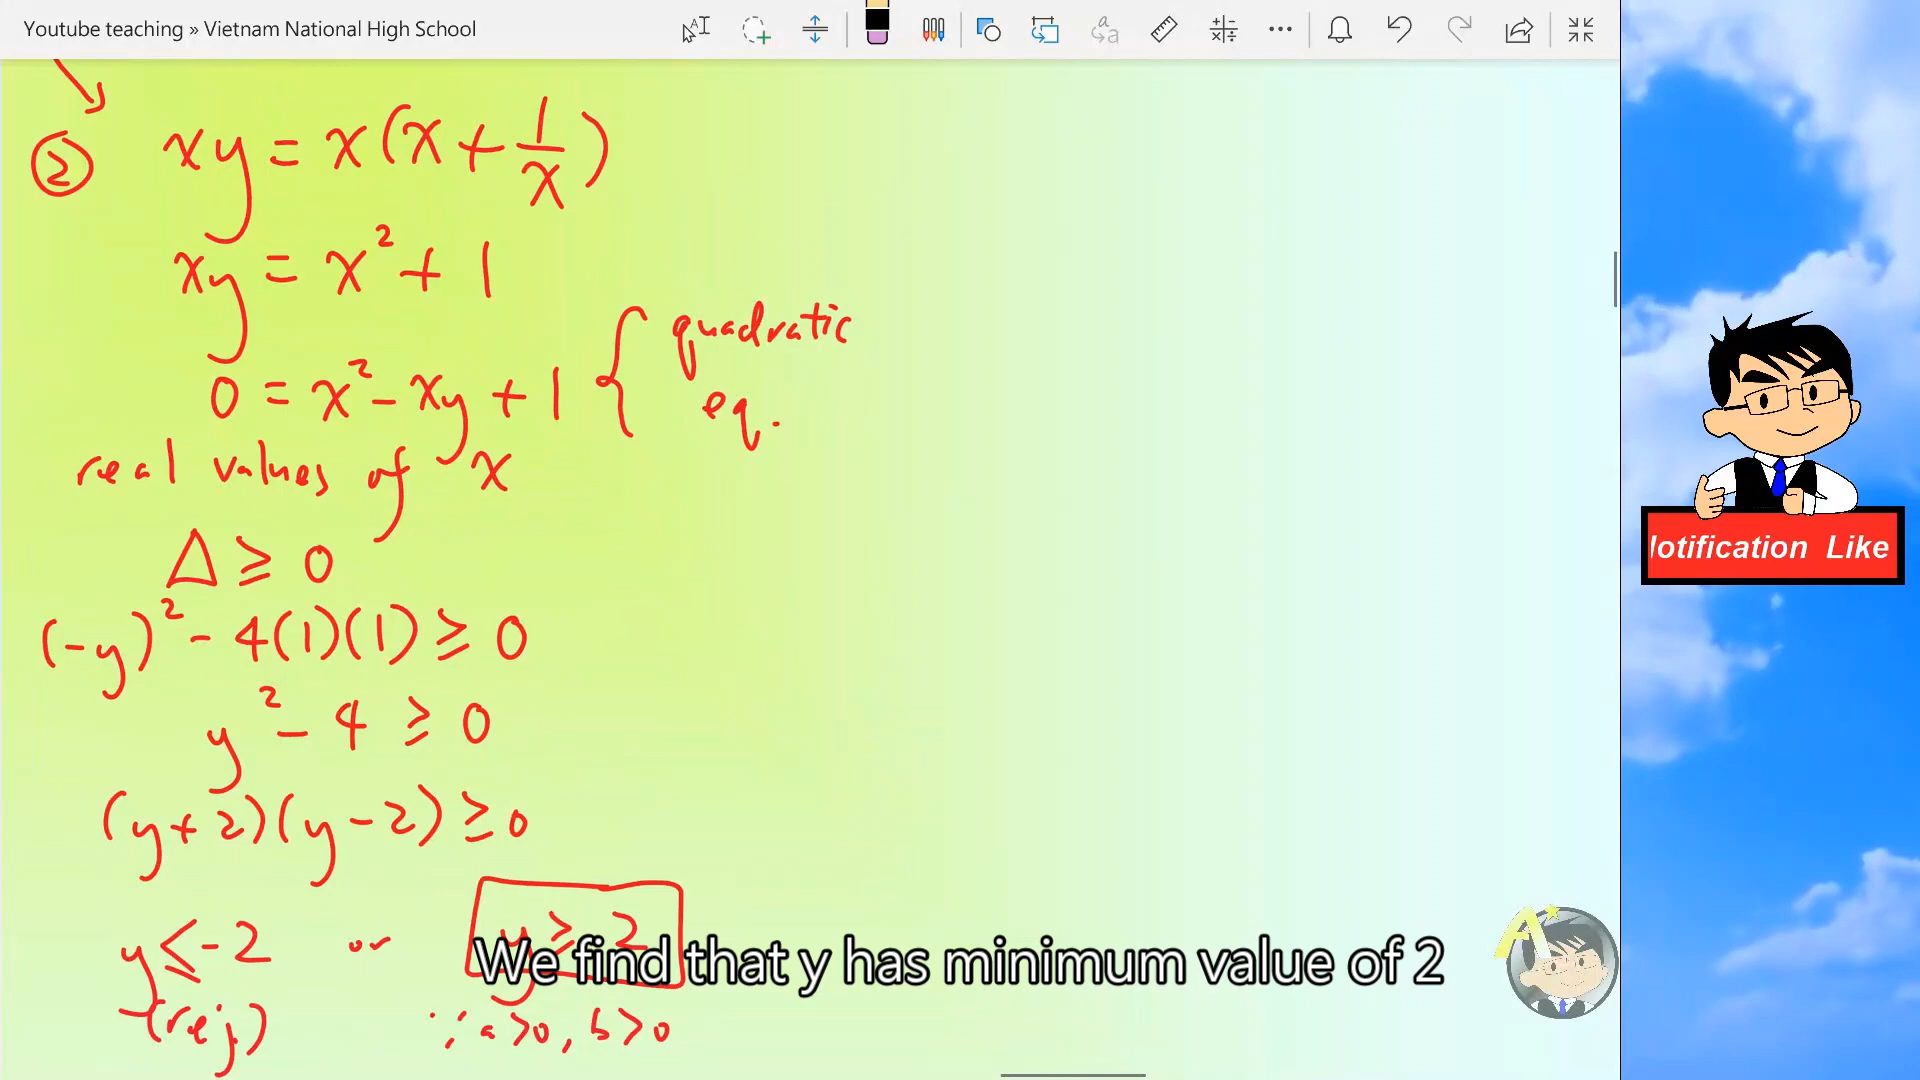 Youtube teaching » Vietnam National High School
② xy = x(x + 1/x)
xy = x² + 1
0 = x² - xy + 1 { quadratic eq.
real values of x
Δ ≥ 0
(-y)² - 4(1)(1) ≥ 0
y² - 4 ≥ 0
(y+2)(y-2) ≥ 0
y ≤ -2 or y ≥ 2
(rej) ∵ a>0, b>0
We find that y has minimum value of 2
Notification Like
A*